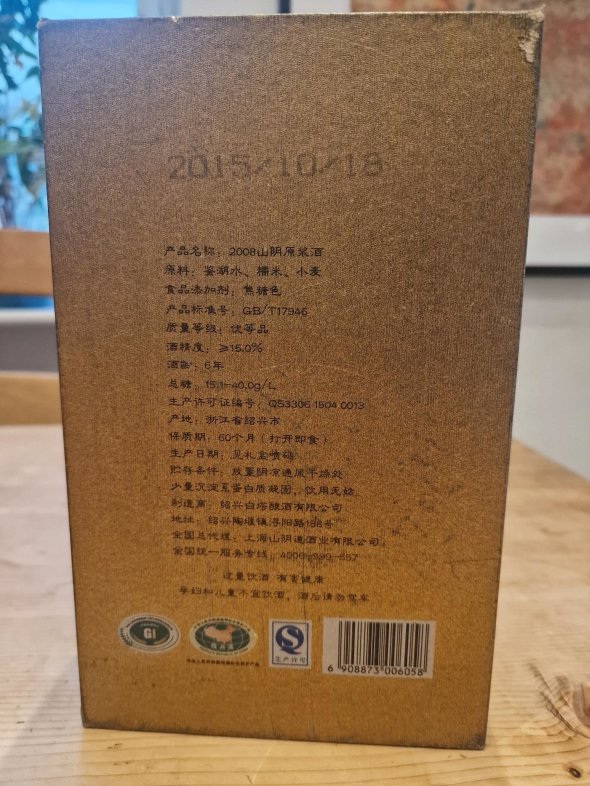 2015/10/18
产品名称：2008山阴原浆酒
原料：鉴湖水、糯米、小麦
食品添加剂：焦糖色
产品标准号：GB/T17946
质量等级：优等品
酒精度：≥15.0%
酒龄：6年
总糖：15.1-40.0g/L
生产许可证编号：QS3306 1504 0013
产地：浙江省绍兴市
保质期：60个月（打开即食）
生产日期：见礼盒喷码
贮存条件：放置阴凉通风干燥处
少量沉淀系蛋白质凝固，饮用无妨
制造商：绍兴白塔酿酒有限公司
地址：绍兴陶堰镇浔阳路188号
全国总代理：上海山阴道酒业有限公司
全国统一服务专线：4006-999-857
过量饮酒 有害健康
孕妇和儿童不宜饮酒，酒后请勿驾车
GI
生产许可
6 908873 006058